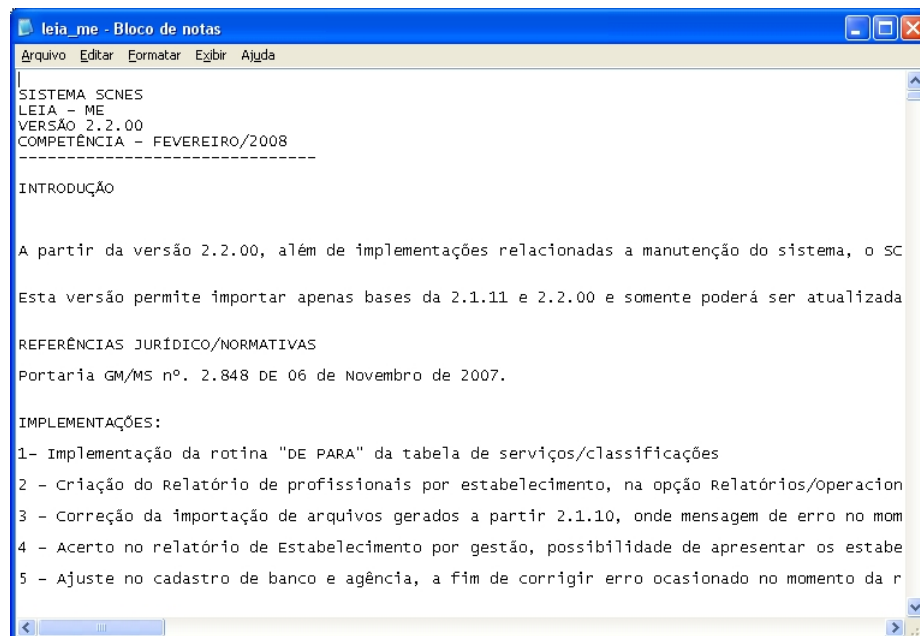 leia_me - Bloco de notas
Arquivo Editar Formatar Exibir Ajuda
SISTEMA SCNES
LEIA - ME
VERSÃO 2.2.00
COMPETÊNCIA - FEVEREIRO/2008
--------------------------------
INTRODUÇÃO
A partir da versão 2.2.00, além de implementações relacionadas a manutenção do sistema, o SC
Esta versão permite importar apenas bases da 2.1.11 e 2.2.00 e somente poderá ser atualizada
REFERÊNCIAS JURÍDICO/NORMATIVAS
Portaria GM/MS nº. 2.848 DE 06 de Novembro de 2007.
IMPLEMENTAÇÕES:
1- Implementação da rotina "DE PARA" da tabela de serviços/classificações
2 - Criação do Relatório de profissionais por estabelecimento, na opção Relatórios/Operacion
3 - Correção da importação de arquivos gerados a partir 2.1.10, onde mensagem de erro no mom
4 - Acerto no relatório de Estabelecimento por gestão, possibilidade de apresentar os estabe
5 - Ajuste no cadastro de banco e agência, a fim de corrigir erro ocasionado no momento da r